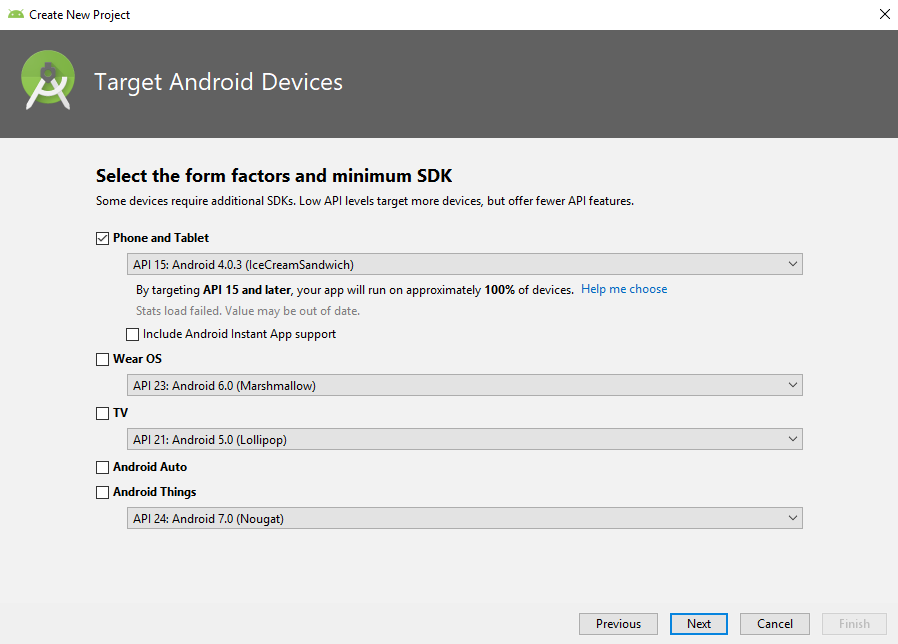 Create New Project
Target Android Devices
Select the form factors and minimum SDK
Some devices require additional SDKs. Low API levels target more devices, but offer fewer API features.
Phone and Tablet
API 15: Android 4.0.3 (IceCreamSandwich)
By targeting API 15 and later, your app will run on approximately 100% of devices. Help me choose
Stats load failed. Value may be out of date.
Include Android Instant App support
Wear OS
API 23: Android 6.0 (Marshmallow)
TV
API 21: Android 5.0 (Lollipop)
Android Auto
Android Things
API 24: Android 7.0 (Nougat)
Previous Next Cancel Finish